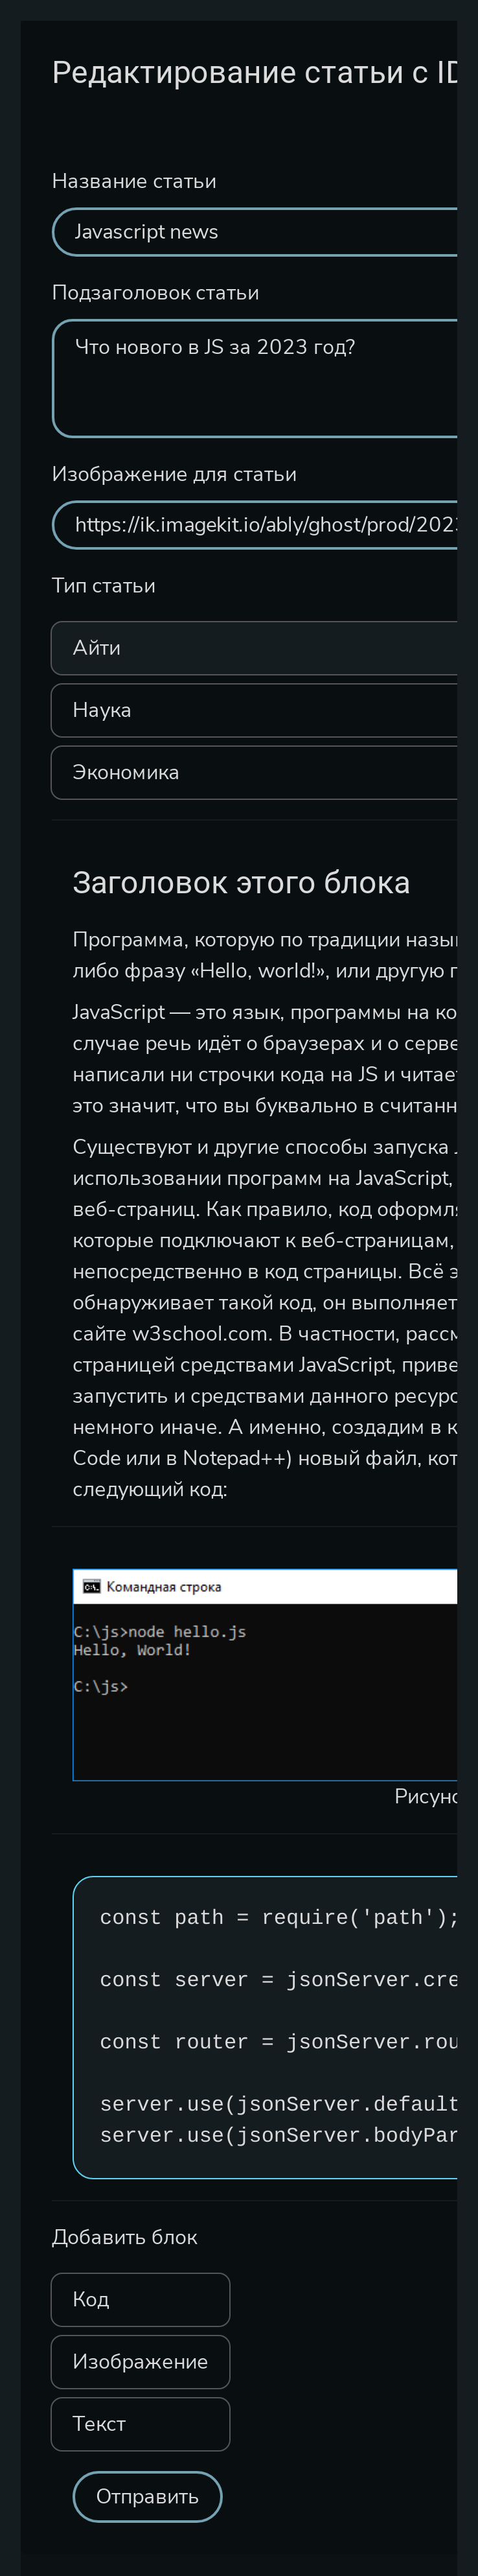 Редактирование статьи с ID
Название статьи
Javascript news
Подзаголовок статьи
Что нового в JS за 2023 год?
Изображение для статьи
https://ik.imagekit.io/ably/ghost/prod/2023
Тип статьи
Айти
Наука
Экономика
Заголовок этого блока
Программа, которую по традиции назы
либо фразу «Hello, world!», или другую
JavaScript — это язык, программы на ко
случае речь идёт о браузерах и о серве
написали ни строчки кода на JS и читает
это значит, что вы буквально в считанн
Существуют и другие способы запуска
использовании программ на JavaScript,
веб-страниц. Как правило, код оформля
которые подключают к веб-страницам,
непосредственно в код страницы. Всё э
обнаруживает такой код, он выполняет
сайте w3school.com. В частности, рассм
страницей средствами JavaScript, приве
запустить и средствами данного ресурс
немного иначе. А именно, создадим в к
Code или в Notepad++) новый файл, кот
следующий код:
Командная строка
C:\js>node hello.js
Hello, World!
C:\js>
Рисуно
const path = require('path');
const server = jsonServer.cre
const router = jsonServer.rou
server.use(jsonServer.default
server.use(jsonServer.bodyPar
Добавить блок
Код
Изображение
Текст
Отправить